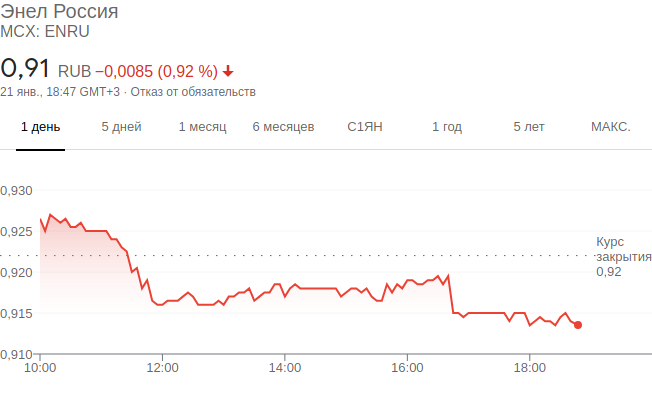 Энел Россия
MCX: ENRU
0,91 RUB −0,0085 (0,92 %)
21 янв., 18:47 GMT+3 · Отказ от обязательств
1 день 5 дней 1 месяц 6 месяцев С1ЯН 1 год 5 лет МАКС.
0,930
0,925
Курс
закрытия
0,92
0,920
0,915
0,910
10:00 12:00 14:00 16:00 18:00